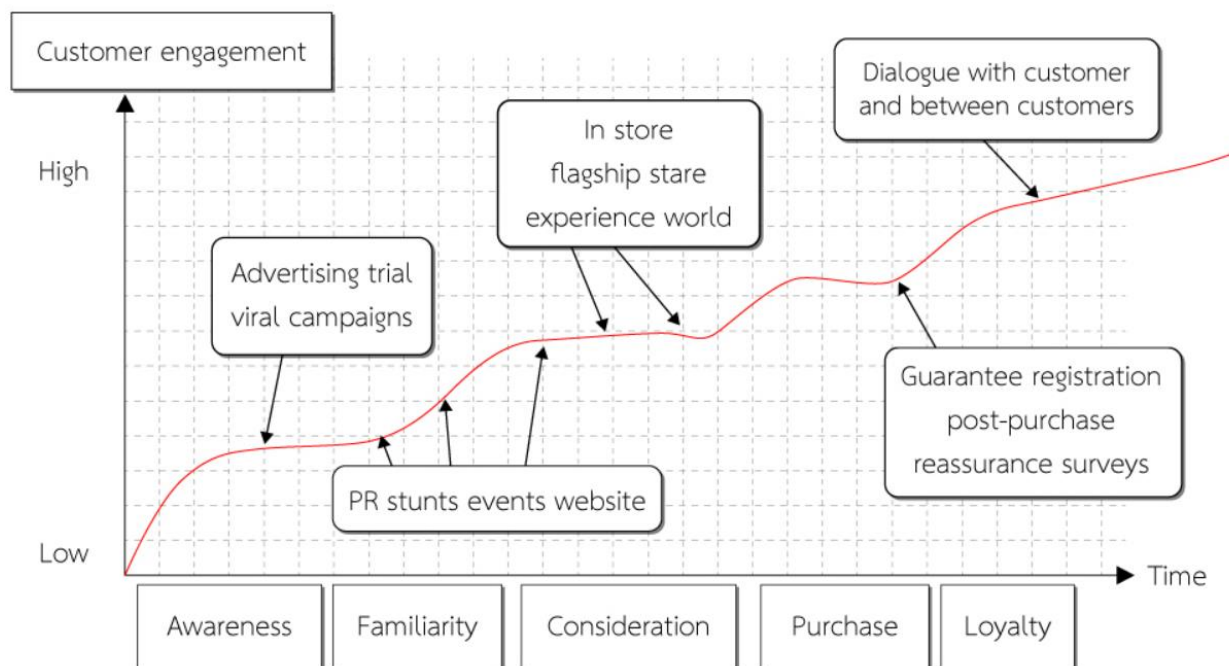 Customer engagement
High
Low
Advertising trial
viral campaigns
PR stunts events website
In store
flagship stare
experience world
Dialogue with customer
and between customers
Guarantee registration
post-purchase
reassurance surveys
Time
Awareness
Familiarity
Consideration
Purchase
Loyalty